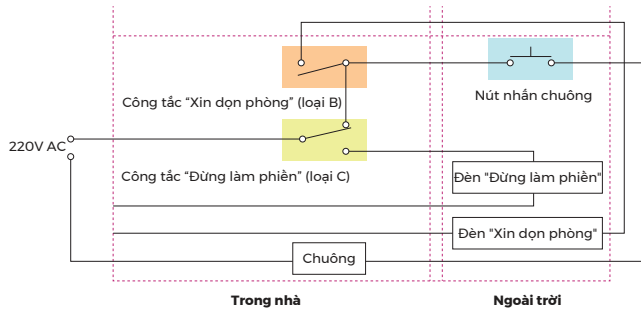 Công tắc “Xin dọn phòng” (loại B)
Nút nhấn chuông
220V AC
Công tắc “Đừng làm phiền” (loại C)
Đèn "Đừng làm phiền"
Đèn "Xin dọn phòng"
Chuông
Trong nhà
Ngoài trời